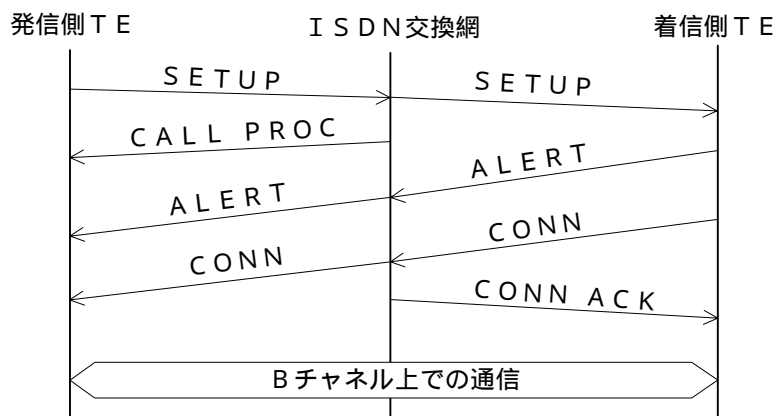 発信側ＴＥ
ＩＳＤＮ交換網
着信側ＴＥ
ＳＥＴＵＰ
ＳＥＴＵＰ
ＣＡＬＬ ＰＲＯＣ
ＡＬＥＲＴ
ＡＬＥＲＴ
ＣＯＮＮ
ＣＯＮＮ
ＣＯＮＮ ＡＣＫ
Ｂチャネル上での通信